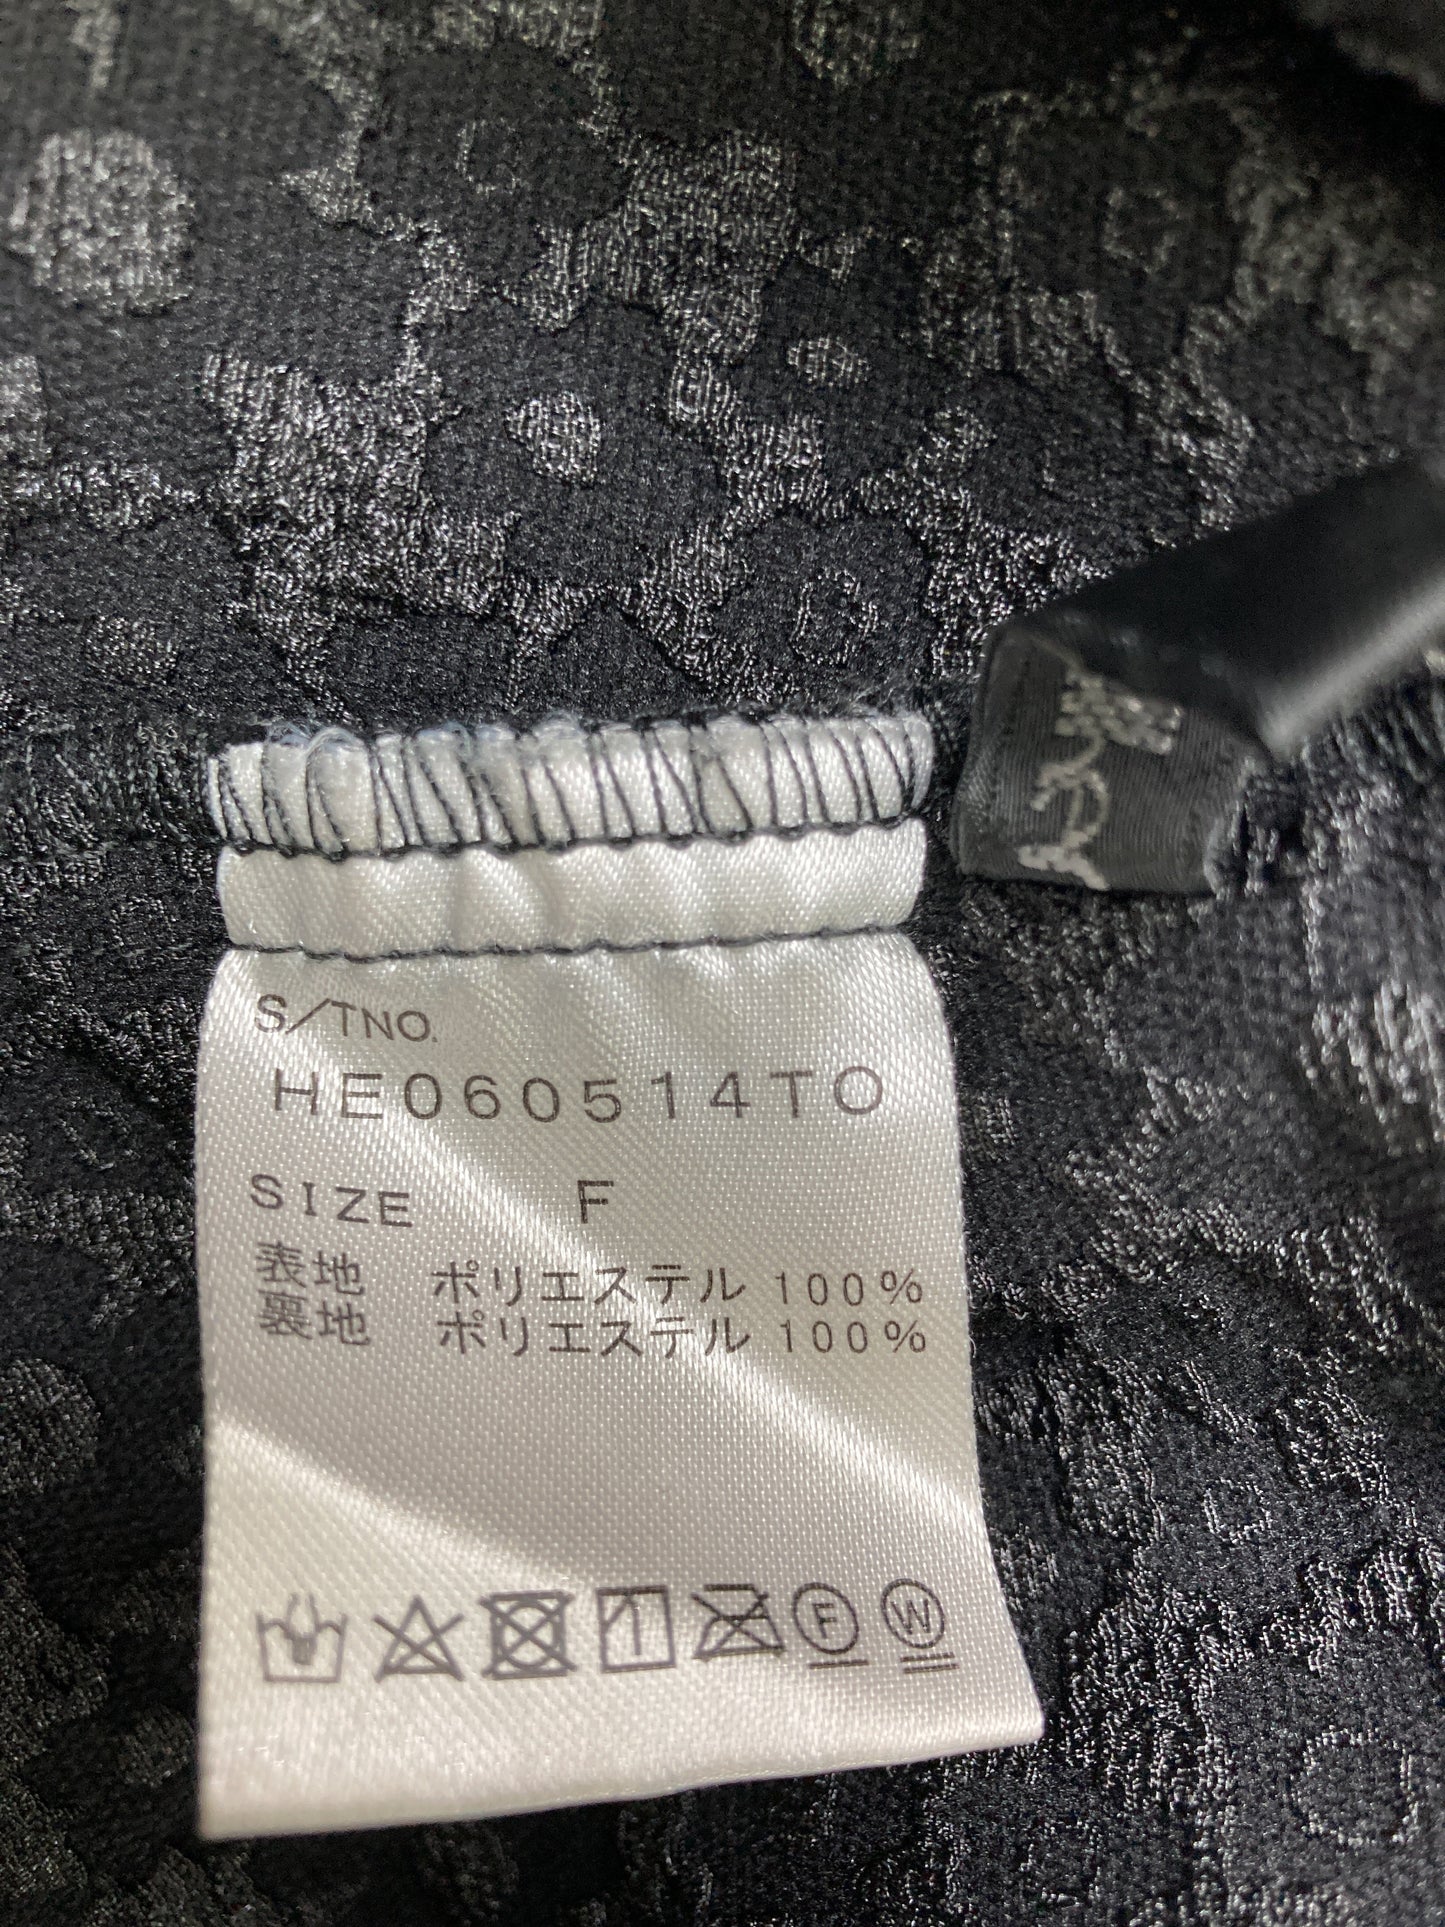 S/TNO.
HE060514TO
SIZE F
表地 ポリエステル 100%
裏地 ポリエステル 100%
F W